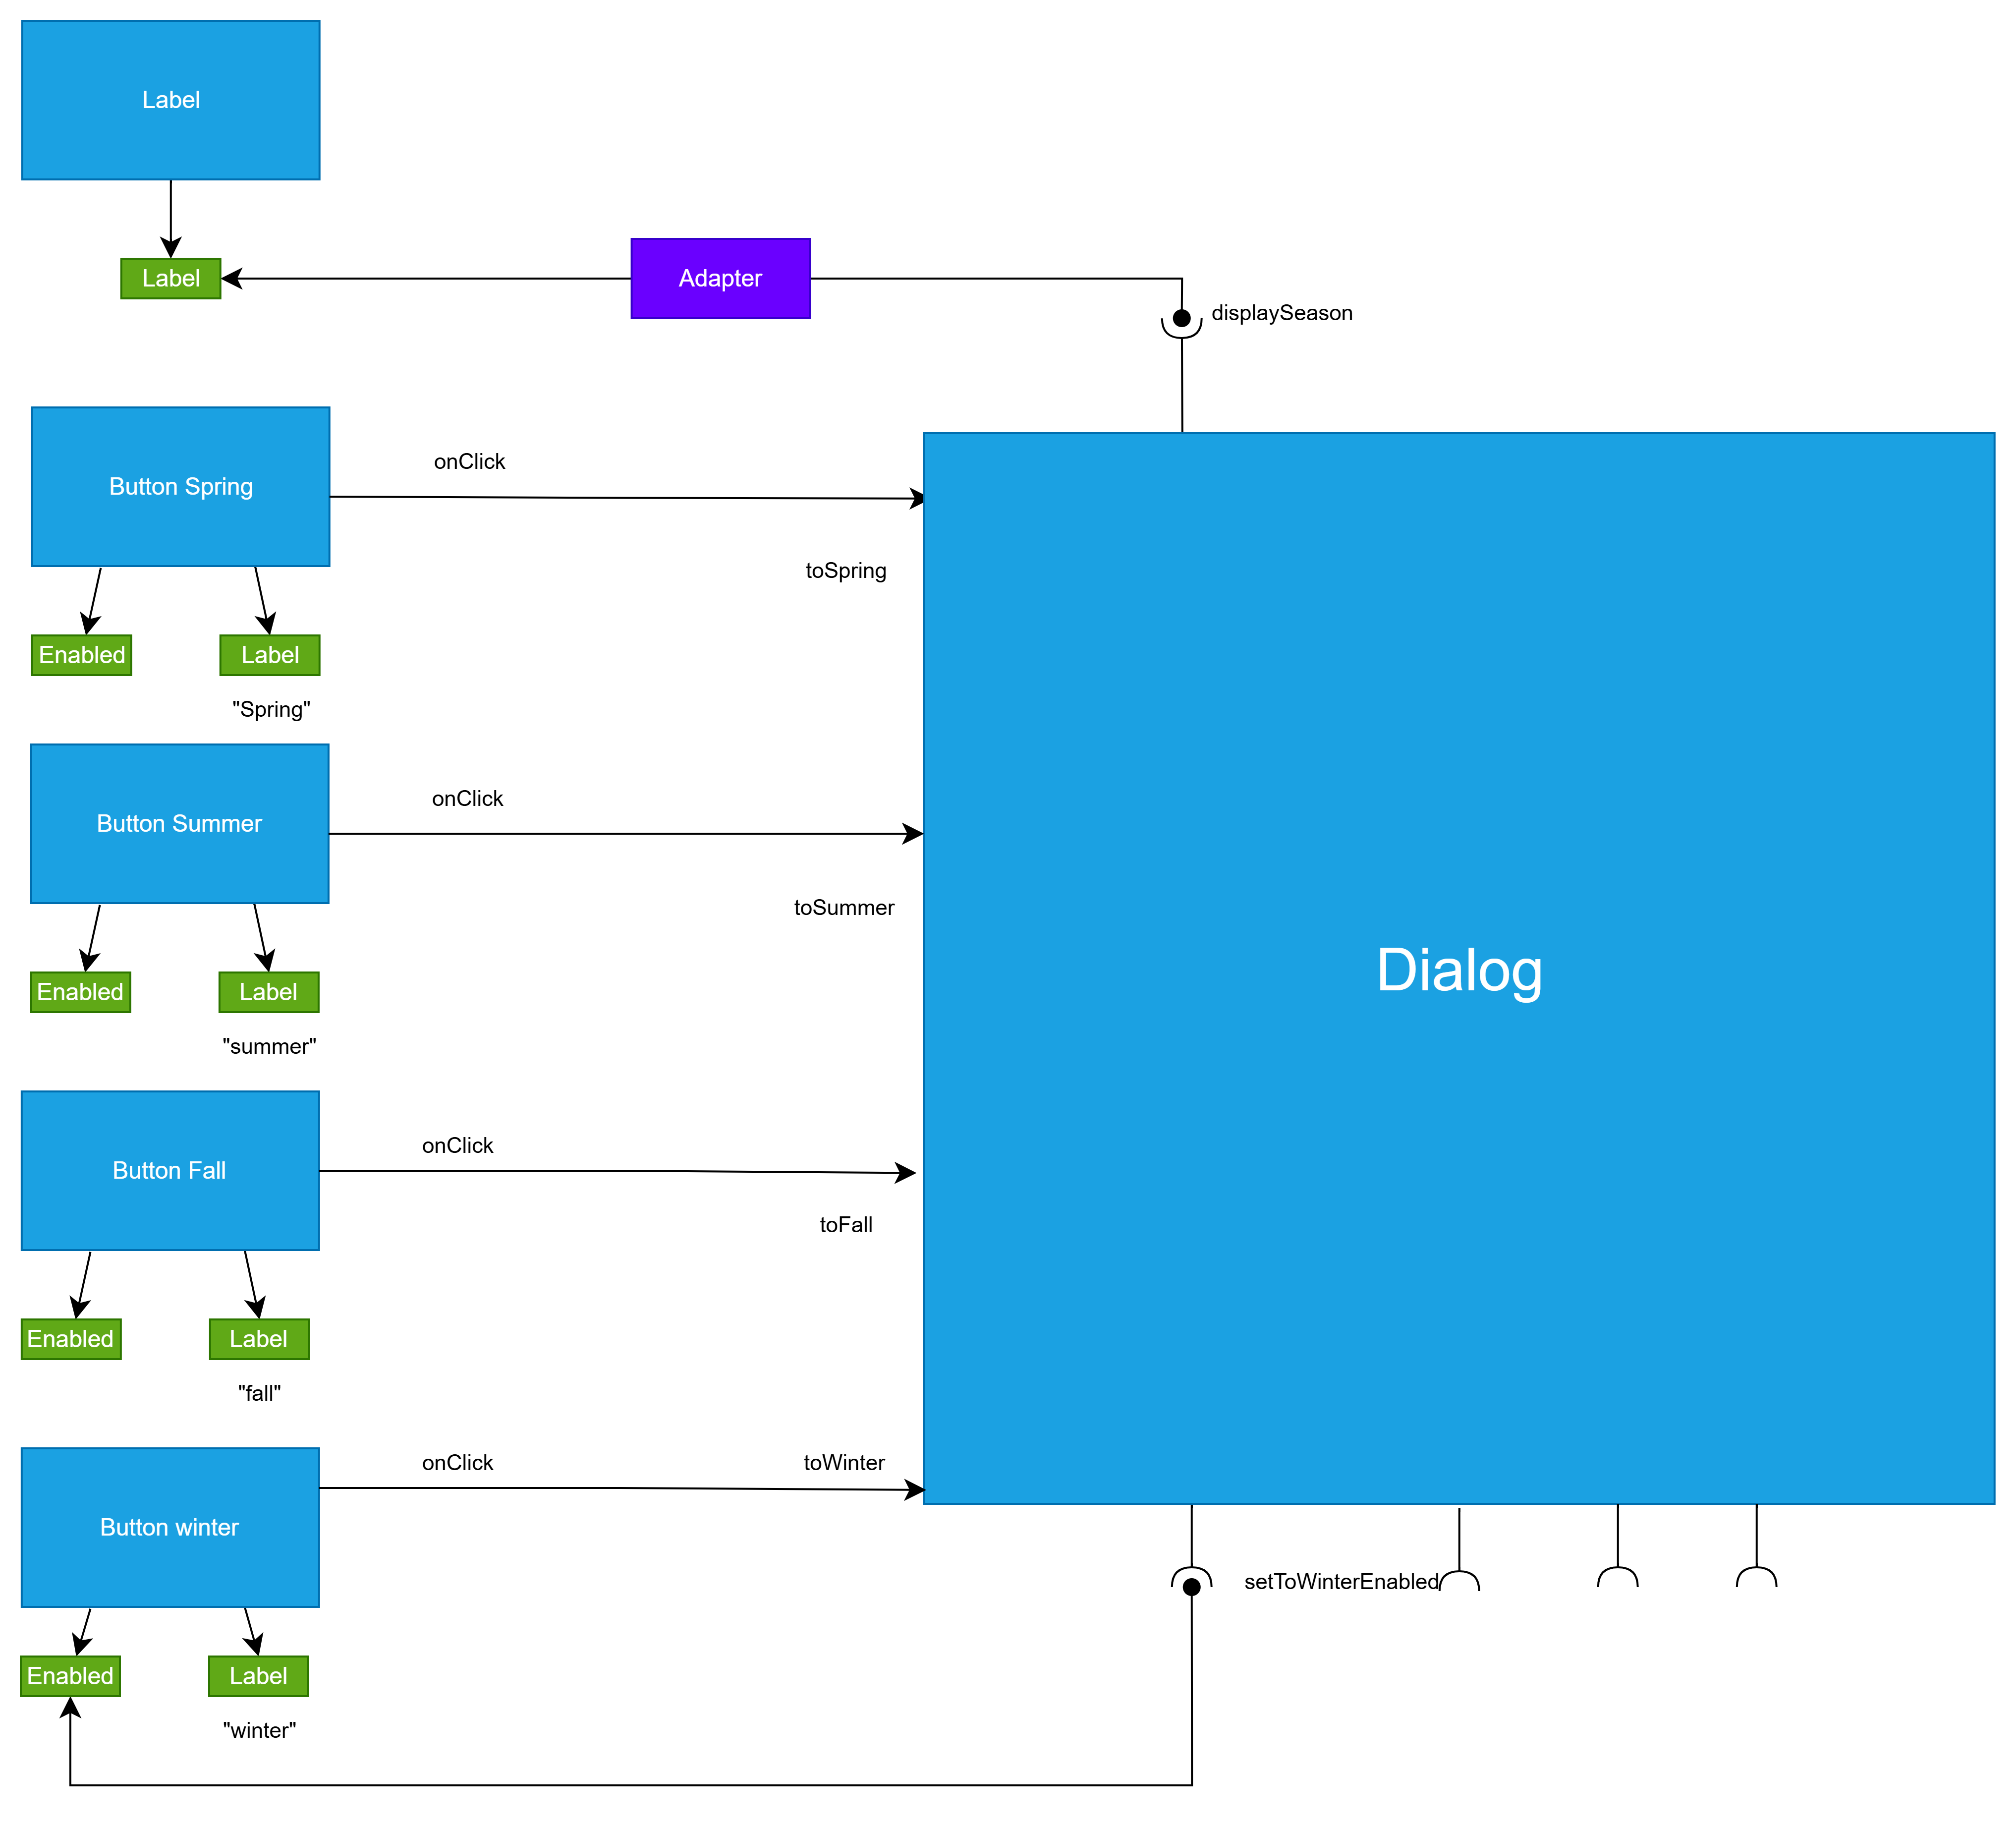 Label
Label
Adapter
displaySeason
Button Spring
onClick
toSpring
Enabled
Label
"Spring"
Button Summer
onClick
toSummer
Dialog
Enabled
Label
"summer"
Button Fall
onClick
toFall
Enabled
Label
"fall"
onClick
toWinter
Button winter
setToWinterEnabled
Enabled
Label
"winter"